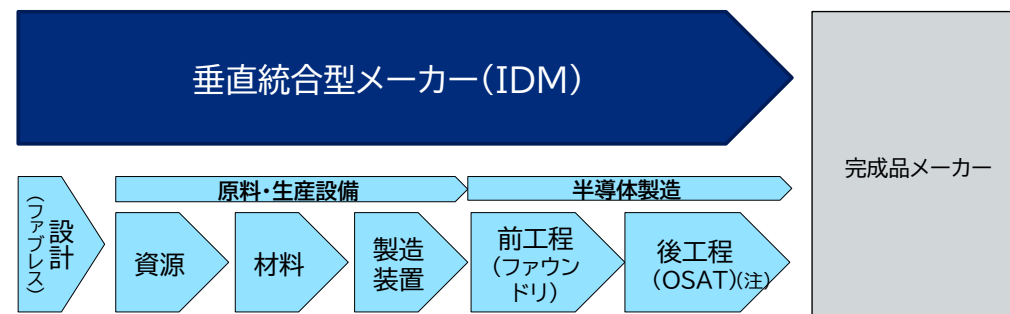 垂直統合型メーカー(IDM)
完成品メーカー
原料・生産設備
半導体製造
設計
(ファブレス)
資源
材料
製造
装置
前工程
(ファウン
ドリ)
後工程
(OSAT)(注)